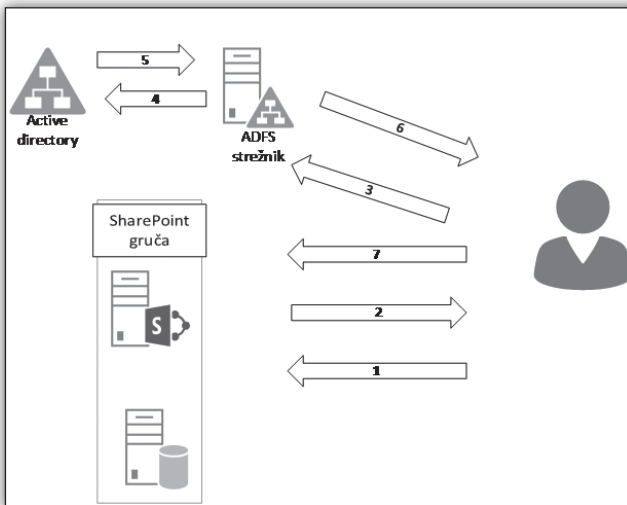 5
4
Active
directory
ADFS
strežnik
6
3
SharePoint
gruča
7
2
S
1